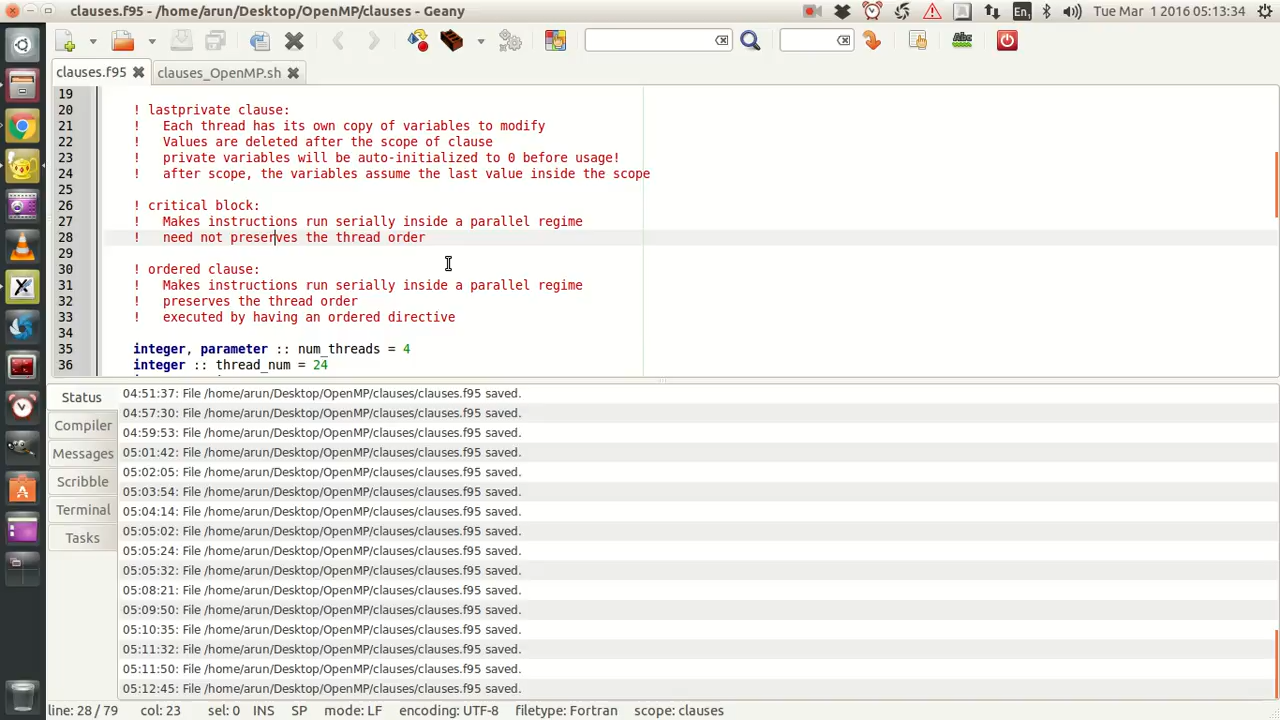 clauses.f95 - /home/arun/Desktop/OpenMP/clauses - Geany
En1
Tue Mar 1 2016 05:13:34
clauses.f95
clauses_OpenMP.sh
19
20 ! lastprivate clause:
21 ! Each thread has its own copy of variables to modify
22 ! Values are deleted after the scope of clause
23 ! private variables will be auto-initialized to 0 before usage!
24 ! after scope, the variables assume the last value inside the scope
25
26 ! critical block:
27 ! Makes instructions run serially inside a parallel regime
28 ! need not preserves the thread order
29
30 ! ordered clause:
31 ! Makes instructions run serially inside a parallel regime
32 ! preserves the thread order
33 ! executed by having an ordered directive
34
35 integer, parameter :: num_threads = 4
36 integer :: thread_num = 24
Status
Compiler
Messages
Scribble
Terminal
Tasks
04:51:37: File /home/arun/Desktop/OpenMP/clauses/clauses.f95 saved.
04:57:30: File /home/arun/Desktop/OpenMP/clauses/clauses.f95 saved.
04:59:53: File /home/arun/Desktop/OpenMP/clauses/clauses.f95 saved.
05:01:42: File /home/arun/Desktop/OpenMP/clauses/clauses.f95 saved.
05:02:05: File /home/arun/Desktop/OpenMP/clauses/clauses.f95 saved.
05:03:54: File /home/arun/Desktop/OpenMP/clauses/clauses.f95 saved.
05:04:14: File /home/arun/Desktop/OpenMP/clauses/clauses.f95 saved.
05:05:02: File /home/arun/Desktop/OpenMP/clauses/clauses.f95 saved.
05:05:24: File /home/arun/Desktop/OpenMP/clauses/clauses.f95 saved.
05:05:32: File /home/arun/Desktop/OpenMP/clauses/clauses.f95 saved.
05:08:21: File /home/arun/Desktop/OpenMP/clauses/clauses.f95 saved.
05:09:50: File /home/arun/Desktop/OpenMP/clauses/clauses.f95 saved.
05:10:35: File /home/arun/Desktop/OpenMP/clauses/clauses.f95 saved.
05:11:32: File /home/arun/Desktop/OpenMP/clauses/clauses.f95 saved.
05:11:50: File /home/arun/Desktop/OpenMP/clauses/clauses.f95 saved.
05:12:45: File /home/arun/Desktop/OpenMP/clauses/clauses.f95 saved.
line: 28 / 79 col: 23 sel: 0 INS SP mode: LF encoding: UTF-8 filetype: Fortran scope: clauses